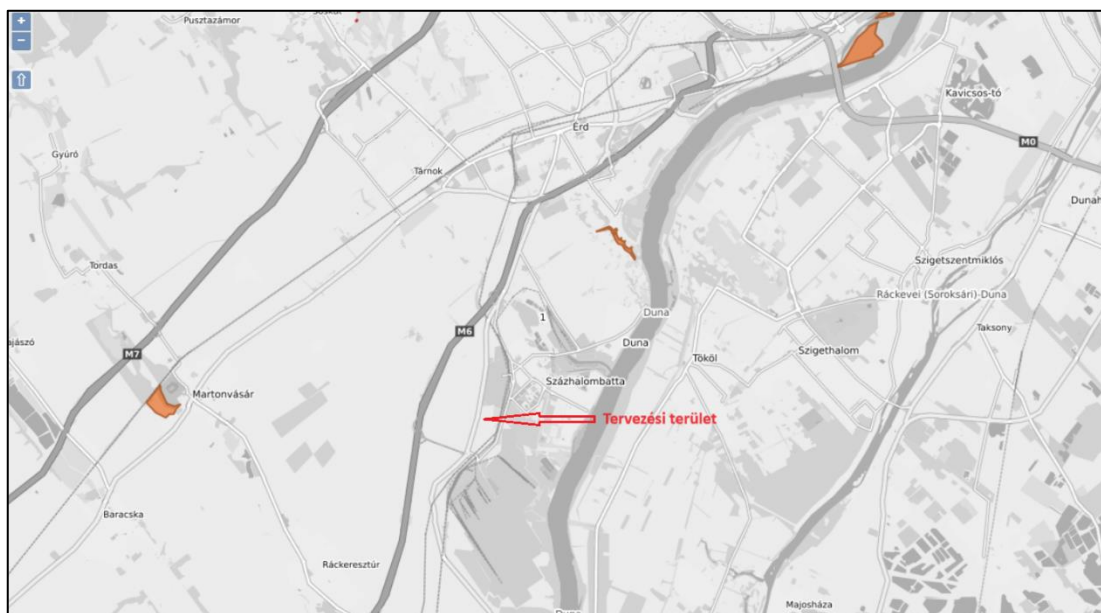 +
Pusztazámor
−
⇧
Kavicsos-tó
Érd
M0
Gyúró
Tárnok
Dunah
Tordas
Szigetszentmiklós
Ráckevei (Soroksári)-Duna
Duna
1
M6
Taksony
ajászó
Duna
M7
Szigethalom
Tököl
Százhalombatta
Martonvásár
Tervezési terület
Baracska
Ráckeresztúr
Majosháza